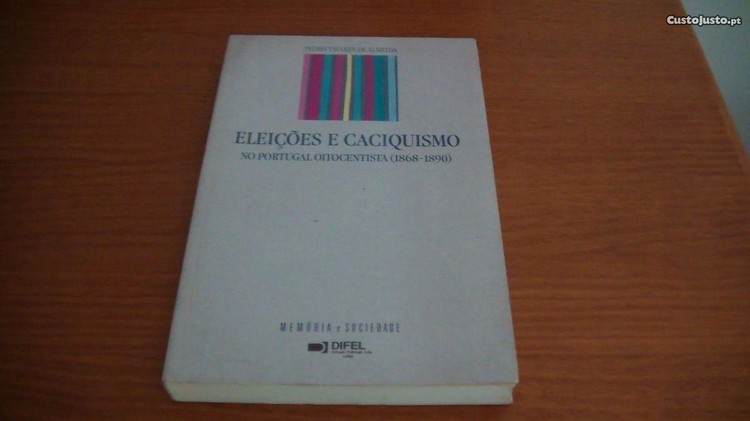 CustoJusto.pt
PEDRO TAVARES DE ALMEIDA
ELEIÇÕES E CACIQUISMO
NO PORTUGAL OITOCENTISTA (1868-1890)
MEMÓRIA e SOCIEDADE
DIFEL